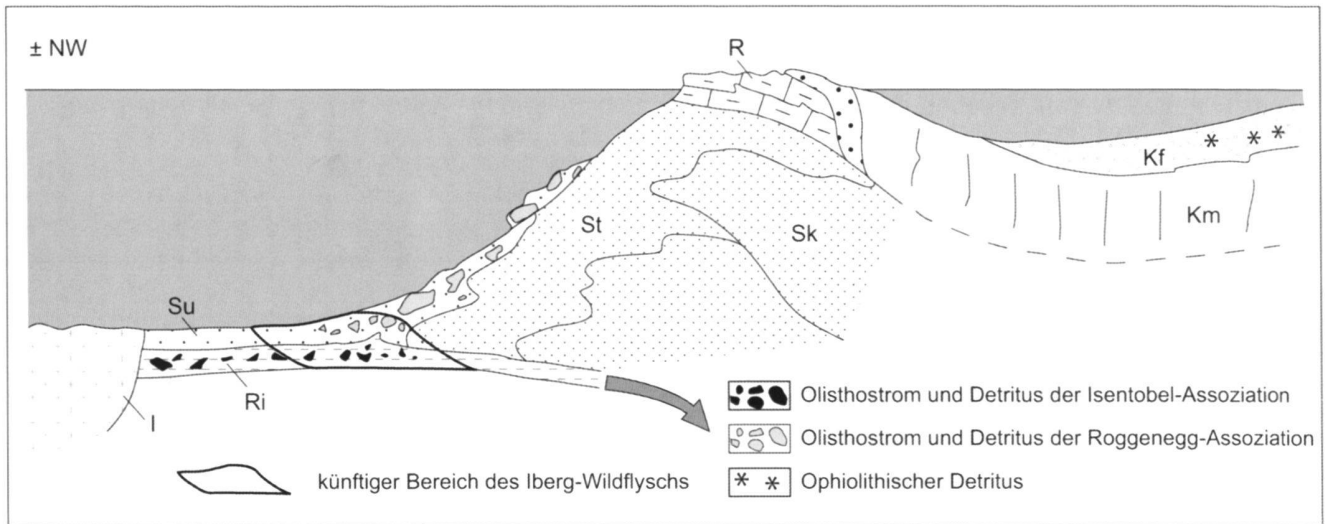 ± NW
R
Kf
Km
St
Sk
Su
Ri
I
Olisthostrom und Detritus der Isentobel-Assoziation
Olisthostrom und Detritus der Roggenegg-Assoziation
künftiger Bereich des Iberg-Wildflyschs
Ophiolithischer Detritus